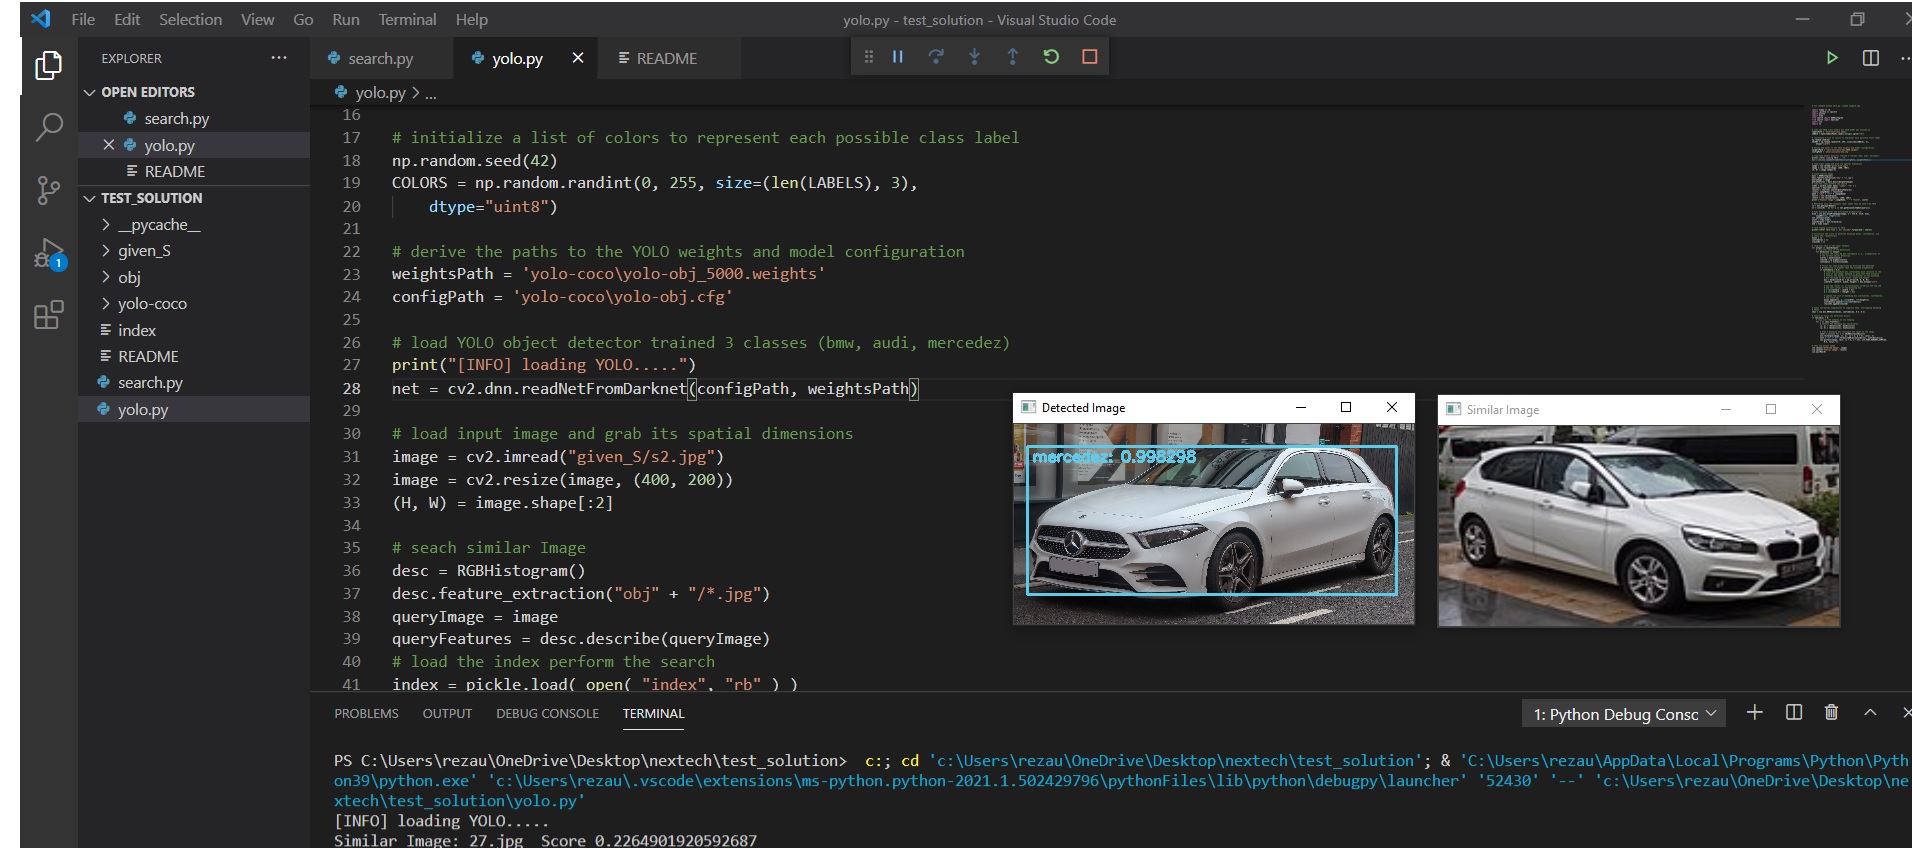 File Edit Selection View Go Run Terminal Help
yolo.py - test_solution - Visual Studio Code
EXPLORER
OPEN EDITORS
search.py
yolo.py
README
TEST_SOLUTION
__pycache__
given_S
obj
yolo-coco
index
README
search.py
yolo.py
1
search.py yolo.py README
yolo.py > ...
16
17 # initialize a list of colors to represent each possible class label
18 np.random.seed(42)
19 COLORS = np.random.randint(0, 255, size=(len(LABELS), 3),
20 dtype="uint8")
21
22 # derive the paths to the YOLO weights and model configuration
23 weightsPath = 'yolo-coco\yolo-obj_5000.weights'
24 configPath = 'yolo-coco\yolo-obj.cfg'
25
26 # load YOLO object detector trained 3 classes (bmw, audi, mercedez)
27 print("[INFO] loading YOLO.....")
28 net = cv2.dnn.readNetFromDarknet(configPath, weightsPath)
29
30 # load input image and grab its spatial dimensions
31 image = cv2.imread("given_S/s2.jpg")
32 image = cv2.resize(image, (400, 200))
33 (H, W) = image.shape[:2]
34
35 # seach similar Image
36 desc = RGBHistogram()
37 desc.feature_extraction("obj" + "/*.jpg")
38 queryImage = image
39 queryFeatures = desc.describe(queryImage)
40 # load the index perform the search
41 index = pickle.load( open( "index", "rb" ) )
Detected Image
mercedez: 0.998298
Similar Image
PROBLEMS OUTPUT DEBUG CONSOLE TERMINAL
1: Python Debug Consc
PS C:\Users\rezau\OneDrive\Desktop\nextech\test_solution> c:; cd 'c:\Users\rezau\OneDrive\Desktop\nextech\test_solution'; & 'C:\Users\rezau\AppData\Local\Programs\Python\Pyth
on39\python.exe' 'c:\Users\rezau\.vscode\extensions\ms-python.python-2021.1.502429796\pythonFiles\lib\python\debugpy\launcher' '52430' '--' 'c:\Users\rezau\OneDrive\Desktop\ne
xtech\test_solution\yolo.py'
[INFO] loading YOLO.....
Similar Image: 27.jpg Score 0.2264901920592687